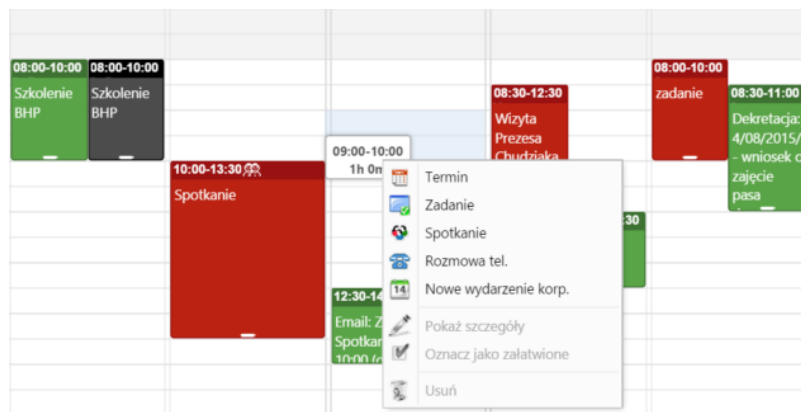 08:00-10:00
Szkolenie
BHP
08:00-10:00
Szkolenie
BHP
10:00-13:30
Spotkanie
09:00-10:00
1h 0m
12:30-14
Email: Z
Spotkan
10:00 (
08:30-12:30
Wizyta
Prezesa
Chudziaka
:30
08:00-10:00
zadanie
08:30-11:00
Dekretacja:
4/08/2015/
- wniosek o
zajęcie
pasa
Termin
Zadanie
Spotkanie
Rozmowa tel.
14
Nowe wydarzenie korp.
Pokaż szczegóły
Oznacz jako załatwione
Usuń